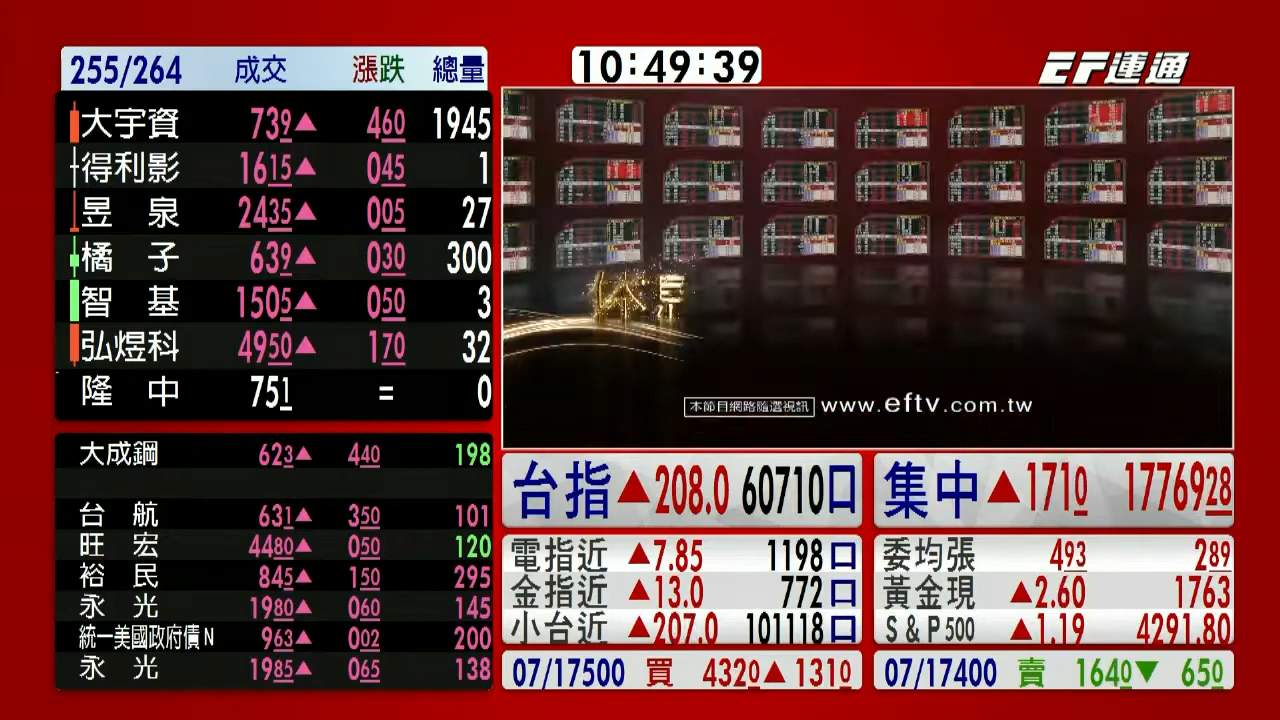 10:49:39
EF運通
255/264 成交 漲跌 總量
大宇資 739▲ 460 1945
得利影 1615▲ 045 1
昱泉 2435▲ 005 27
橘子 639▲ 030 300
智基 1505▲ 050 3
弘煜科 4950▲ 170 32
隆中 751 = 0
大成鋼 623▲ 440 198
台航 631▲ 350 101
旺宏 4480▲ 050 120
裕民 845▲ 150 295
永光 1980▲ 060 145
統一美國政府債N 963▲ 002 200
永光 1985▲ 065 138
休息
本節目網路隨選視訊 www.eftv.com.tw
台指▲208.0 60710口
集中▲1710 1776928
電指近 ▲7.85 1198口
金指近 ▲13.0 772口
小台近 ▲207.0 101118口
委均張 493 289
黃金現 ▲2.60 1763
S&P500 ▲1.19 4291.80
07/17500 買 4320▲1310
07/17400 賣 1640▼650